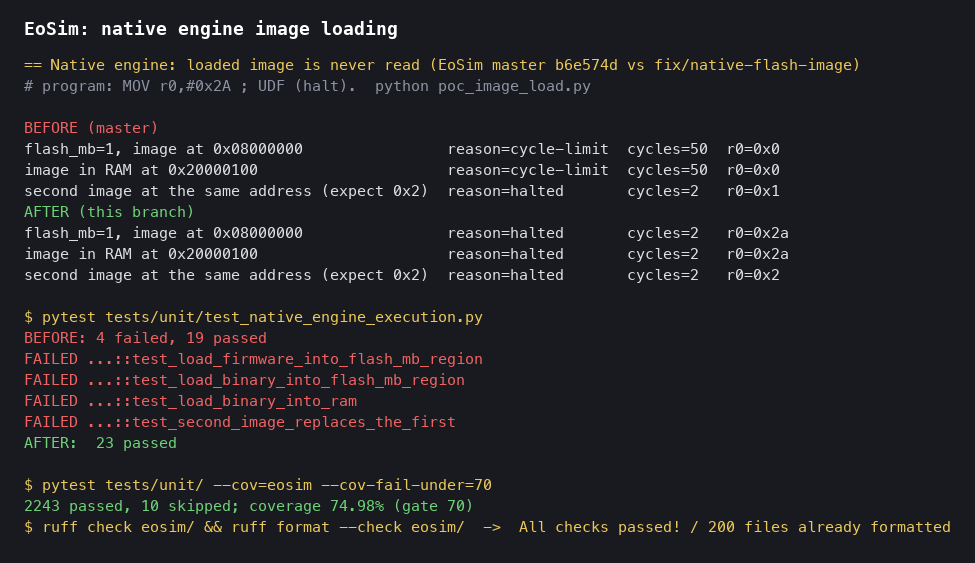 EoSim: native engine image loading
== Native engine: loaded image is never read (EoSim master b6e574d vs fix/native-flash-image)
# program: MOV r0,#0x2A ; UDF (halt).  python poc_image_load.py
BEFORE (master)
flash_mb=1, image at 0x08000000                reason=cycle-limit  cycles=50  r0=0x0
image in RAM at 0x20000100                     reason=cycle-limit  cycles=50  r0=0x0
second image at the same address (expect 0x2)  reason=halted       cycles=2   r0=0x1
AFTER (this branch)
flash_mb=1, image at 0x08000000                reason=halted       cycles=2   r0=0x2a
image in RAM at 0x20000100                     reason=halted       cycles=2   r0=0x2a
second image at the same address (expect 0x2)  reason=halted       cycles=2   r0=0x2
$ pytest tests/unit/test_native_engine_execution.py
BEFORE: 4 failed, 19 passed
FAILED ...::test_load_firmware_into_flash_mb_region
FAILED ...::test_load_binary_into_flash_mb_region
FAILED ...::test_load_binary_into_ram
FAILED ...::test_second_image_replaces_the_first
AFTER:  23 passed
$ pytest tests/unit/ --cov=eosim --cov-fail-under=70
2243 passed, 10 skipped; coverage 74.98% (gate 70)
$ ruff check eosim/ && ruff format --check eosim/  ->  All checks passed! / 200 files already formatted